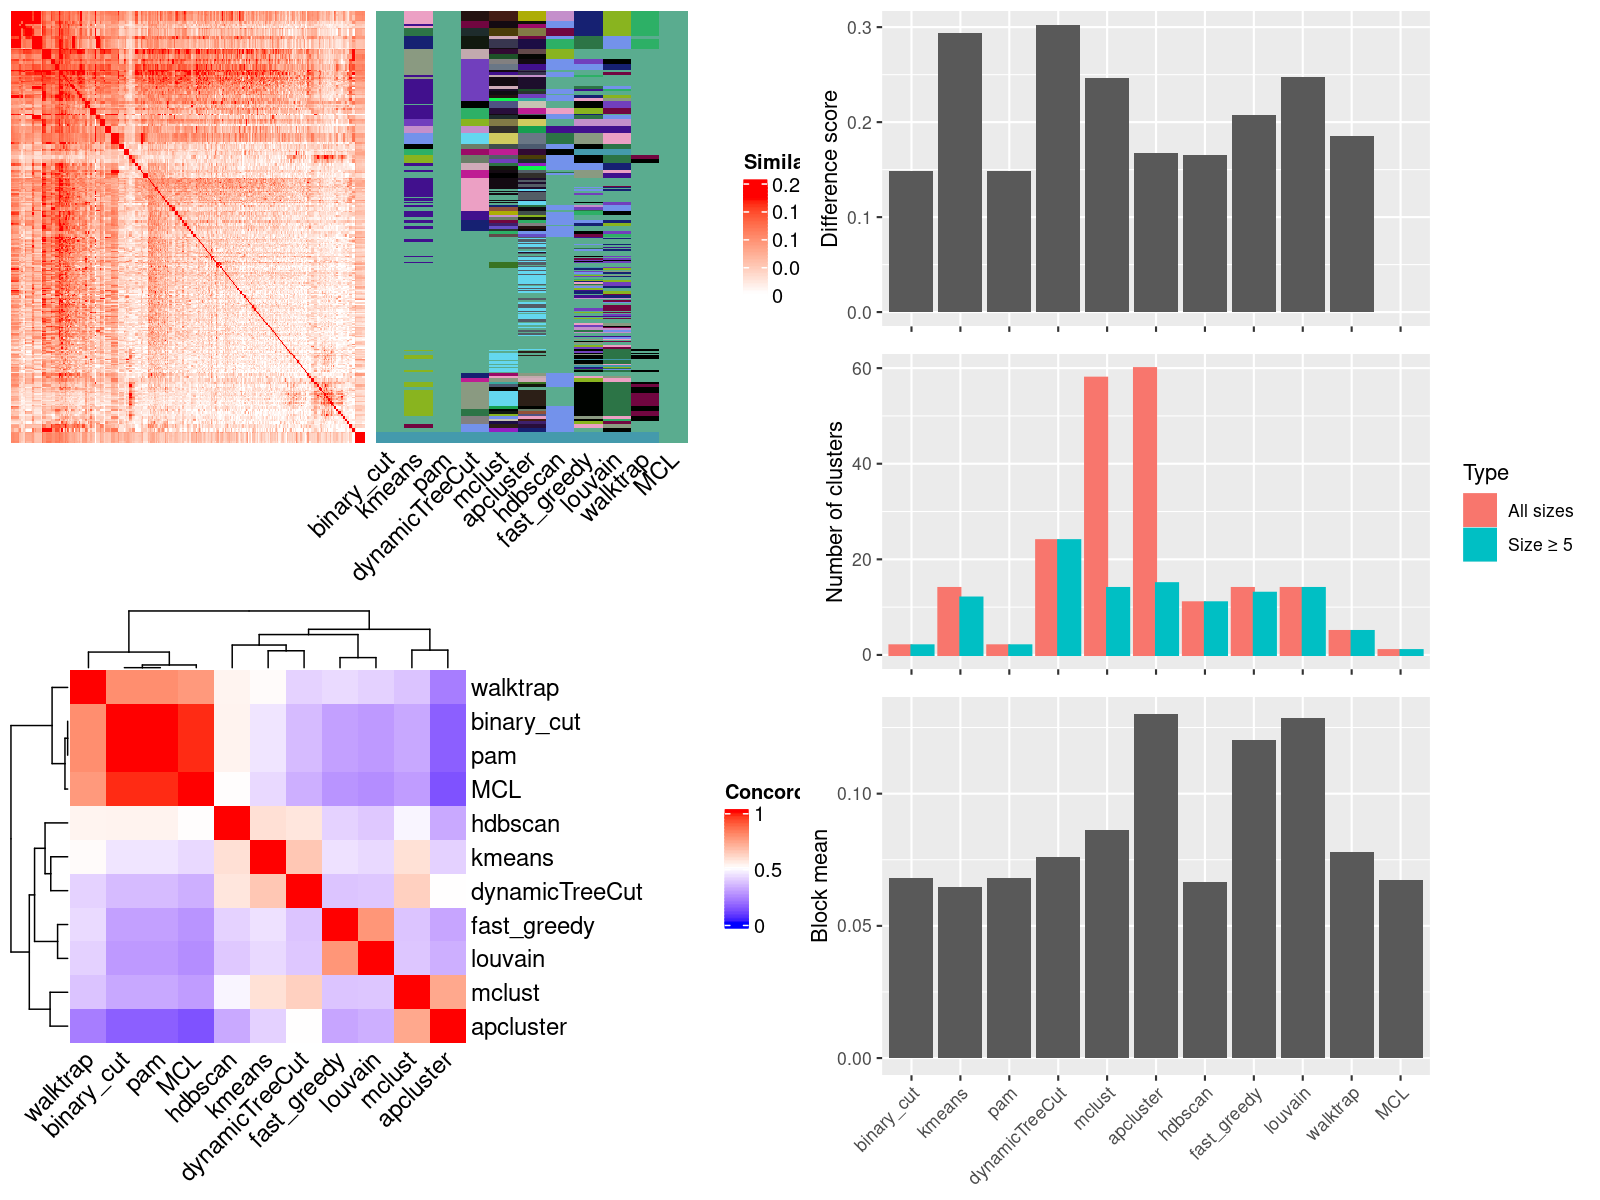 Simila
0.2
0.1
0.1
0.0
0
binary_cut
kmeans
pam
dynamicTreeCut
mclust
apcluster
hdbscan
fast_greedy
louvain
walktrap
MCL
walktrap
binary_cut
pam
MCL
hdbscan
kmeans
dynamicTreeCut
fast_greedy
louvain
mclust
apcluster
walktrap
binary_cut
pam
MCL
hdbscan
kmeans
dynamicTreeCut
fast_greedy
louvain
mclust
apcluster
Concord
1
0.5
0
Difference score
0.3
0.2
0.1
0.0
Number of clusters
60
40
20
0
Type
All sizes
Size ≥ 5
Block mean
0.10
0.05
0.00
binary_cut
kmeans
pam
dynamicTreeCut
mclust
apcluster
hdbscan
fast_greedy
louvain
walktrap
MCL